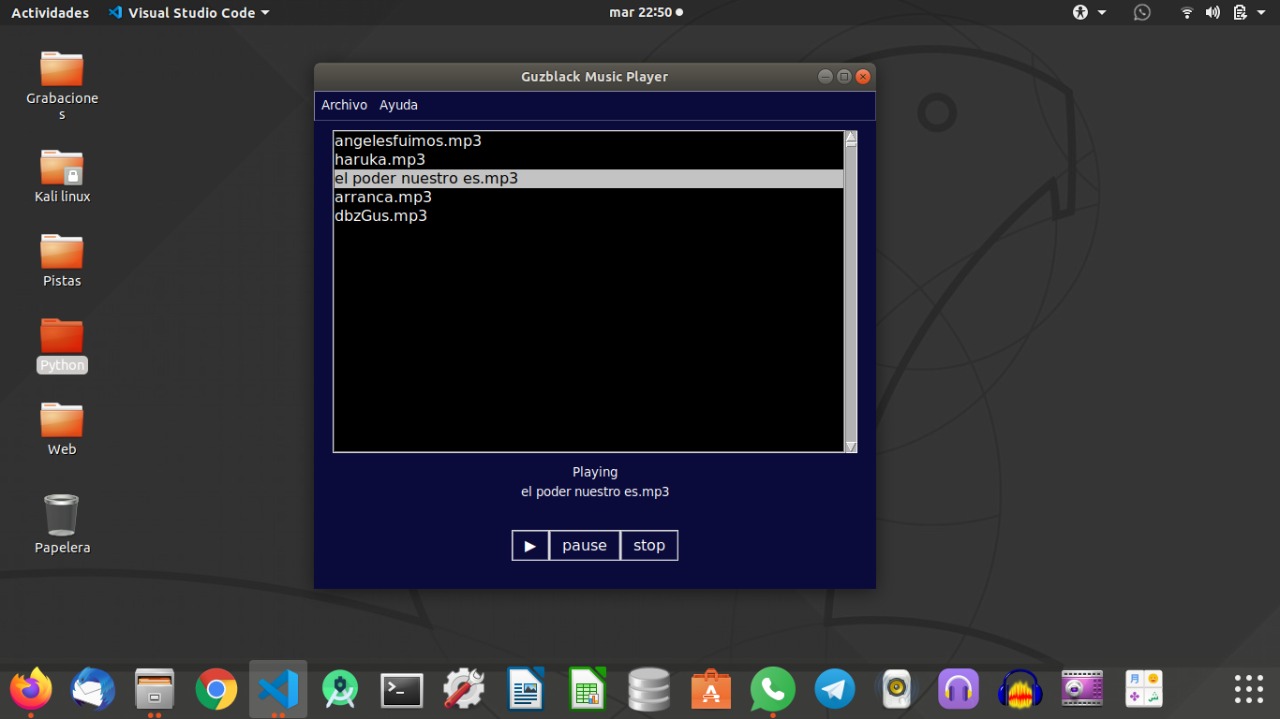 Actividades Visual Studio Code mar 22:50
Guzblack Music Player
Archivo Ayuda
angelesfuimos.mp3
haruka.mp3
el poder nuestro es.mp3
arranca.mp3
dbzGus.mp3
Playing
el poder nuestro es.mp3
▶ pause stop
Grabacione
s
Kali linux
Pistas
Python
Web
Papelera